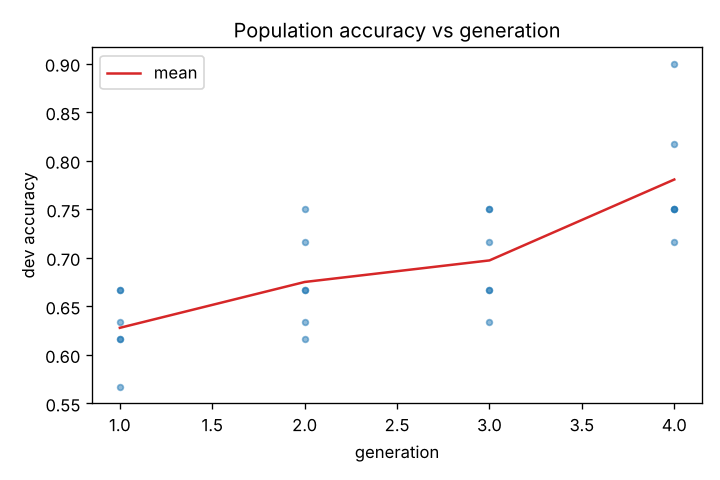 Population accuracy vs generation
mean
dev accuracy
0.90
0.85
0.80
0.75
0.70
0.65
0.60
0.55
1.0 1.5 2.0 2.5 3.0 3.5 4.0
generation